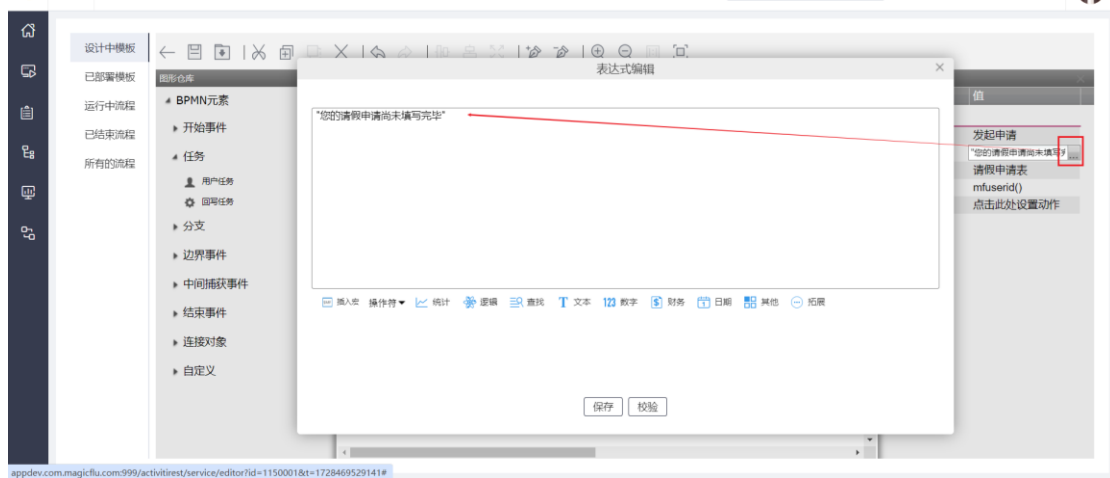 设计中模板
已部署模板
运行中流程
已结束流程
所有的流程
图形仓库
BPMN元素
开始事件
任务
用户任务
回写任务
分支
边界事件
中间捕获事件
结束事件
连接对象
自定义
表达式编辑
"您的请假申请尚未填写完毕"
插入宏 操作符 统计 逻辑 查找 文本 123 数字 财务 日期 其他 拓展
保存 校验
值
发起申请
"您的请假申请尚未填写
...
请假申请表
mfuserid()
点击此处设置动作
appdev.com.magicflu.com:999/activitirest/service/editor?id=1150001&t=1728469529141#